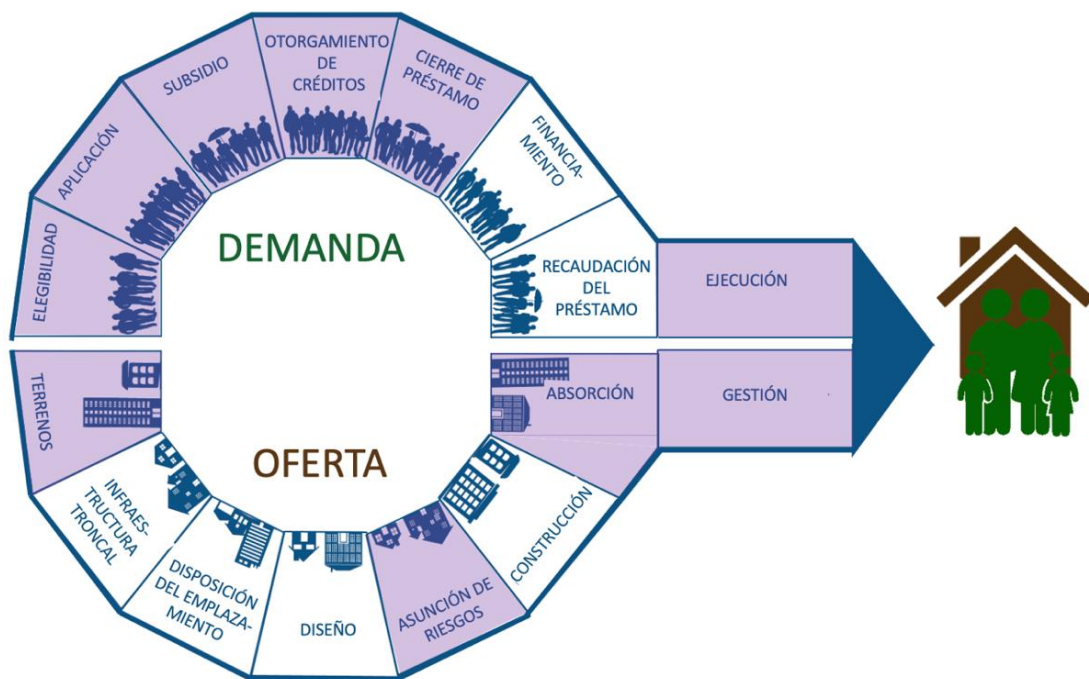 ELEGIBILIDAD
APLICACIÓN
SUBSIDIO
OTORGAMIENTO
DE
CRÉDITOS
CIERRE DE
PRÉSTAMO
FINANCIA-
MIENTO
RECAUDACIÓN
DEL
PRÉSTAMO
EJECUCIÓN
DEMANDA
OFERTA
TERRENOS
INFRAES-
TRUCTURA
TRONCAL
DISPOSICIÓN
DEL EMPLAZA-
MIENTO
DISEÑO
ASUNCIÓN DE
RIESGOS
CONSTRUCCIÓN
ABSORCIÓN
GESTIÓN